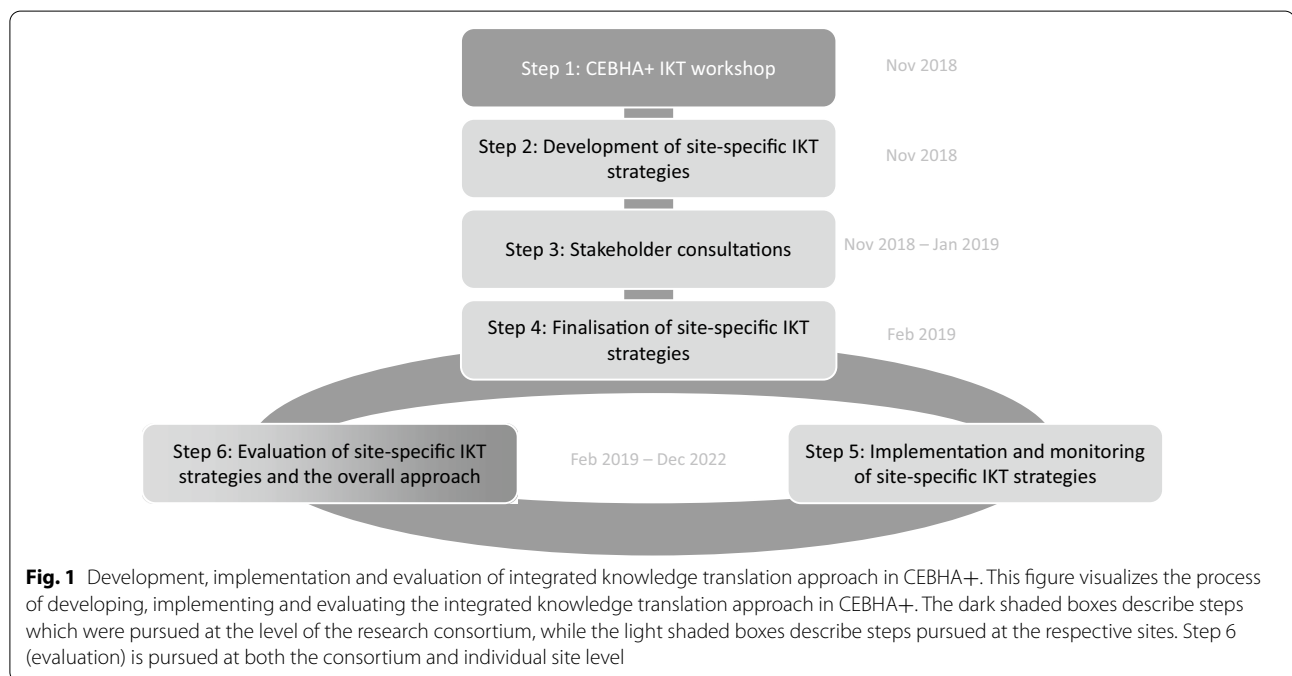 Step 1: CEBHA+ IKT workshop
Nov 2018
Step 2: Development of site-specific IKT
strategies
Nov 2018
Step 3: Stakeholder consultations
Nov 2018 – Jan 2019
Step 4: Finalisation of site-specific IKT
strategies
Feb 2019
Step 6: Evaluation of site-specific IKT
strategies and the overall approach
Feb 2019 – Dec 2022
Step 5: Implementation and monitoring
of site-specific IKT strategies
Fig. 1 Development, implementation and evaluation of integrated knowledge translation approach in CEBHA+. This figure visualizes the process
of developing, implementing and evaluating the integrated knowledge translation approach in CEBHA+. The dark shaded boxes describe steps
which were pursued at the level of the research consortium, while the light shaded boxes describe steps pursued at the respective sites. Step 6
(evaluation) is pursued at both the consortium and individual site level